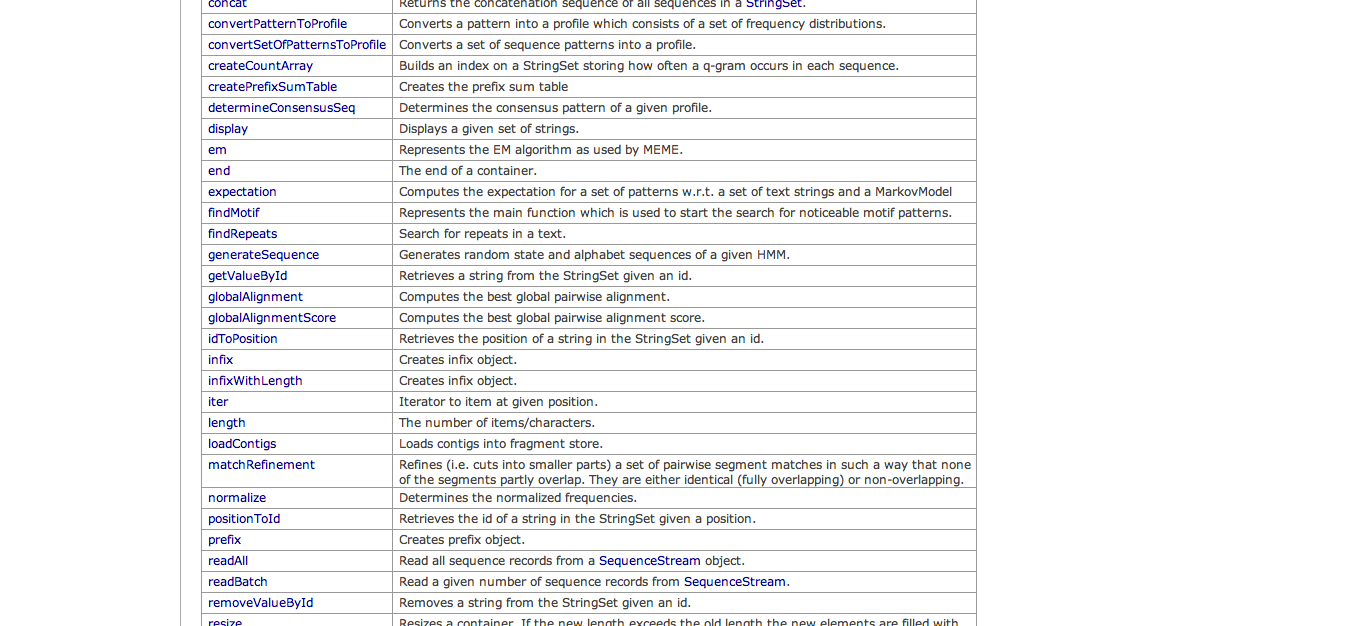 concat Returns the concatenation sequence of all sequences in a StringSet.
convertPatternToProfile Converts a pattern into a profile which consists of a set of frequency distributions.
convertSetOfPatternsToProfile Converts a set of sequence patterns into a profile.
createCountArray Builds an index on a StringSet storing how often a q-gram occurs in each sequence.
createPrefixSumTable Creates the prefix sum table
determineConsensusSeq Determines the consensus pattern of a given profile.
display Displays a given set of strings.
em Represents the EM algorithm as used by MEME.
end The end of a container.
expectation Computes the expectation for a set of patterns w.r.t. a set of text strings and a MarkovModel
findMotif Represents the main function which is used to start the search for noticeable motif patterns.
findRepeats Search for repeats in a text.
generateSequence Generates random state and alphabet sequences of a given HMM.
getValueById Retrieves a string from the StringSet given an id.
globalAlignment Computes the best global pairwise alignment.
globalAlignmentScore Computes the best global pairwise alignment score.
idToPosition Retrieves the position of a string in the StringSet given an id.
infix Creates infix object.
infixWithLength Creates infix object.
iter Iterator to item at given position.
length The number of items/characters.
loadContigs Loads contigs into fragment store.
matchRefinement Refines (i.e. cuts into smaller parts) a set of pairwise segment matches in such a way that none
of the segments partly overlap. They are either identical (fully overlapping) or non-overlapping.
normalize Determines the normalized frequencies.
positionToId Retrieves the id of a string in the StringSet given a position.
prefix Creates prefix object.
readAll Read all sequence records from a SequenceStream object.
readBatch Read a given number of sequence records from SequenceStream.
removeValueById Removes a string from the StringSet given an id.
resize Resizes a container. If the new length exceeds the old length the new elements are filled with